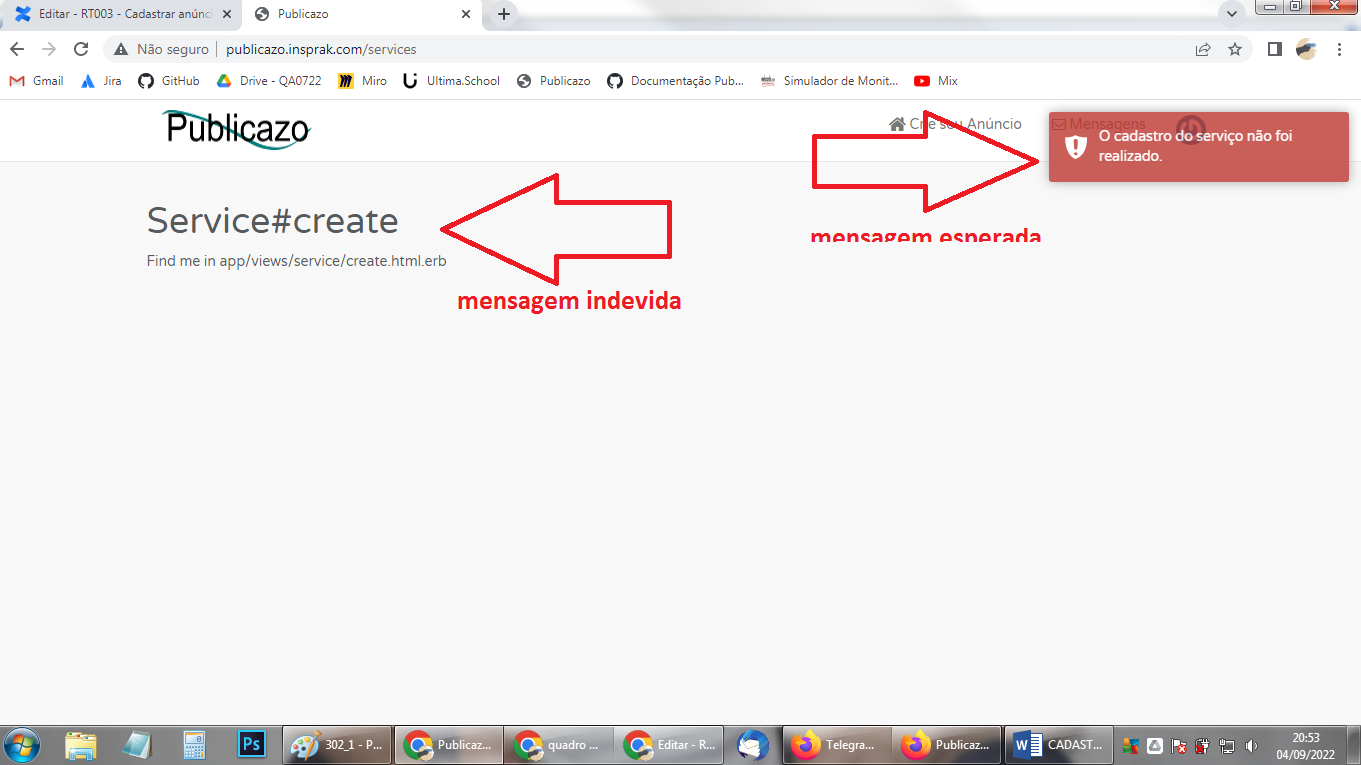 Editar - RT003 - Cadastrar anúnci
Publicazo
Não seguro
publicazo.insprak.com/services
Gmail
Jira
GitHub
Drive - QA0722
Miro
Ultima.School
Publicazo
Documentação Pub...
Simulador de Monit...
Mix
Publicazo
Crie seu Anúncio
Mensagens
O cadastro do serviço não foi
realizado.
Service#create
mensagem esperada
Find me in app/views/service/create.html.erb
mensagem indevida
Ps
302_1 - P...
Publicaz...
quadro ...
Editar - R...
Telegra...
Publicaz...
CADAST...
20:53
04/09/2022